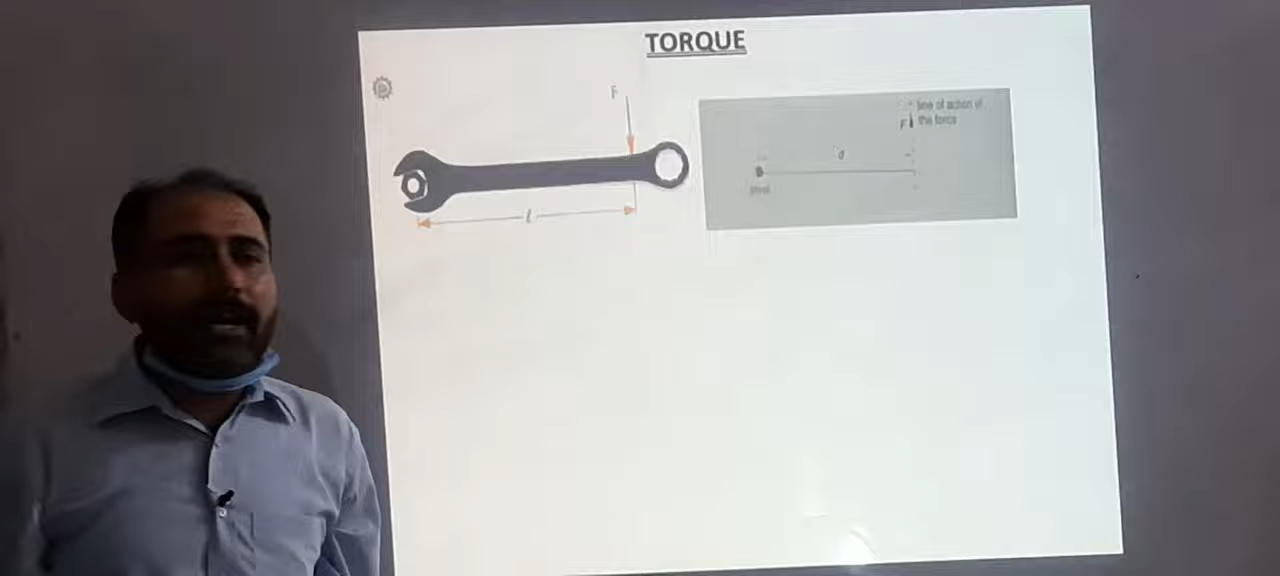 TORQUE
F
l
line of action of
F the force
d
pivot